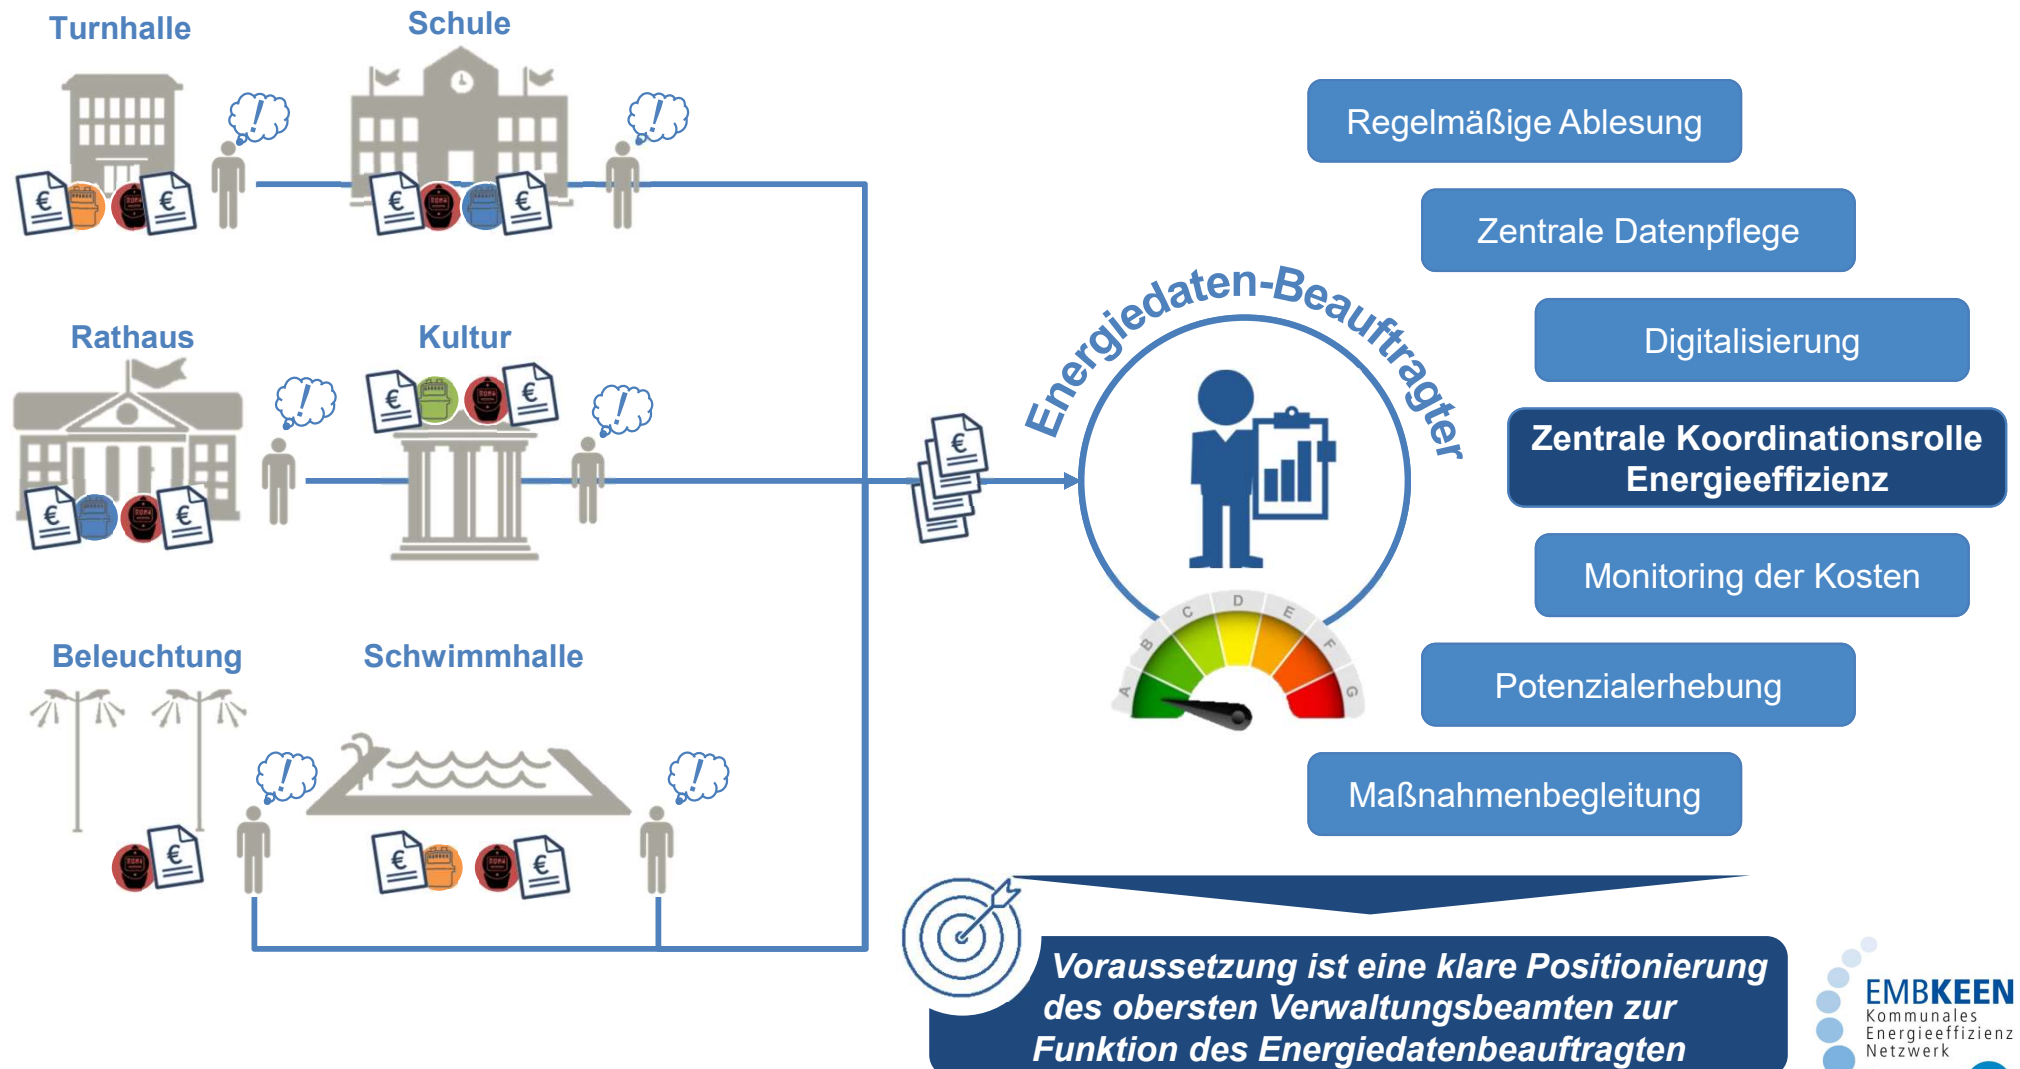 Turnhalle
Schule
Rathaus
Kultur
Beleuchtung
Schwimmhalle
Energiedaten-Beauftragter
A
B
C
D
E
F
G
Regelmäßige Ablesung
Zentrale Datenpflege
Digitalisierung
Zentrale Koordinationsrolle
Energieeffizienz
Monitoring der Kosten
Potenzialerhebung
Maßnahmenbegleitung
Voraussetzung ist eine klare Positionierung
des obersten Verwaltungsbeamten zur
Funktion des Energiedatenbeauftragten
EMBKEEN
Kommunales
Energieeffizienz
Netzwerk